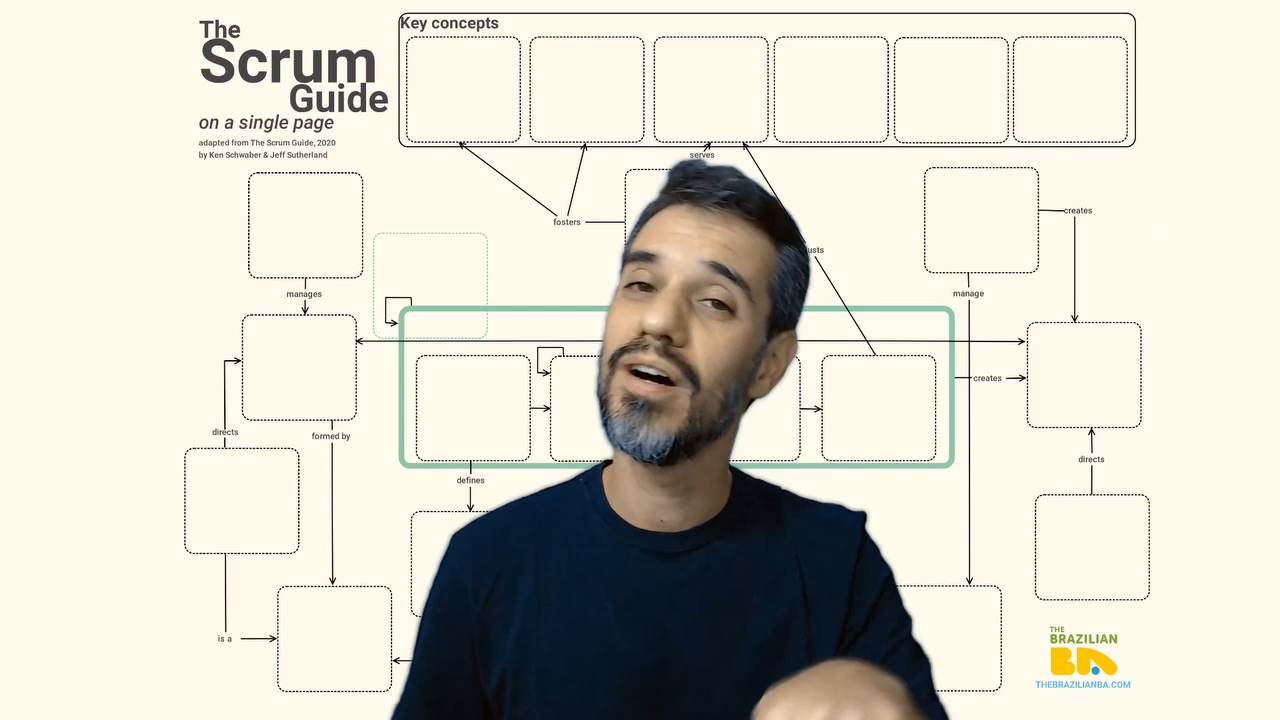 The
Scrum
Guide
on a single page
adapted from The Scrum Guide, 2020
by Ken Schwaber & Jeff Sutherland
Key concepts
serves
fosters
creates
manages
manage
creates
directs
formed by
directs
defines
is a
THE
BRAZILIAN
BA
THEBRAZILIANBA.COM